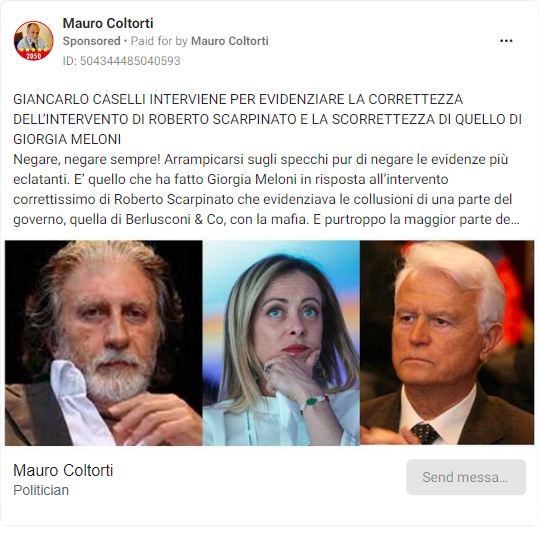 Mauro Coltorti
Sponsored • Paid for by Mauro Coltorti
ID: 504344485040593
2050
GIANCARLO CASELLI INTERVIENE PER EVIDENZIARE LA CORRETTEZZA
DELL'INTERVENTO DI ROBERTO SCARPINATO E LA SCORRETTEZZA DI QUELLO DI
GIORGIA MELONI
Negare, negare sempre! Arrampicarsi sugli specchi pur di negare le evidenze più
eclatanti. E' quello che ha fatto Giorgia Meloni in risposta all'intervento
correttissimo di Roberto Scarpinato che evidenziava le collusioni di una parte del
governo, quella di Berlusconi & Co, con la mafia. E purtroppo la maggior parte de...
Mauro Coltorti
Politician
Send messa...